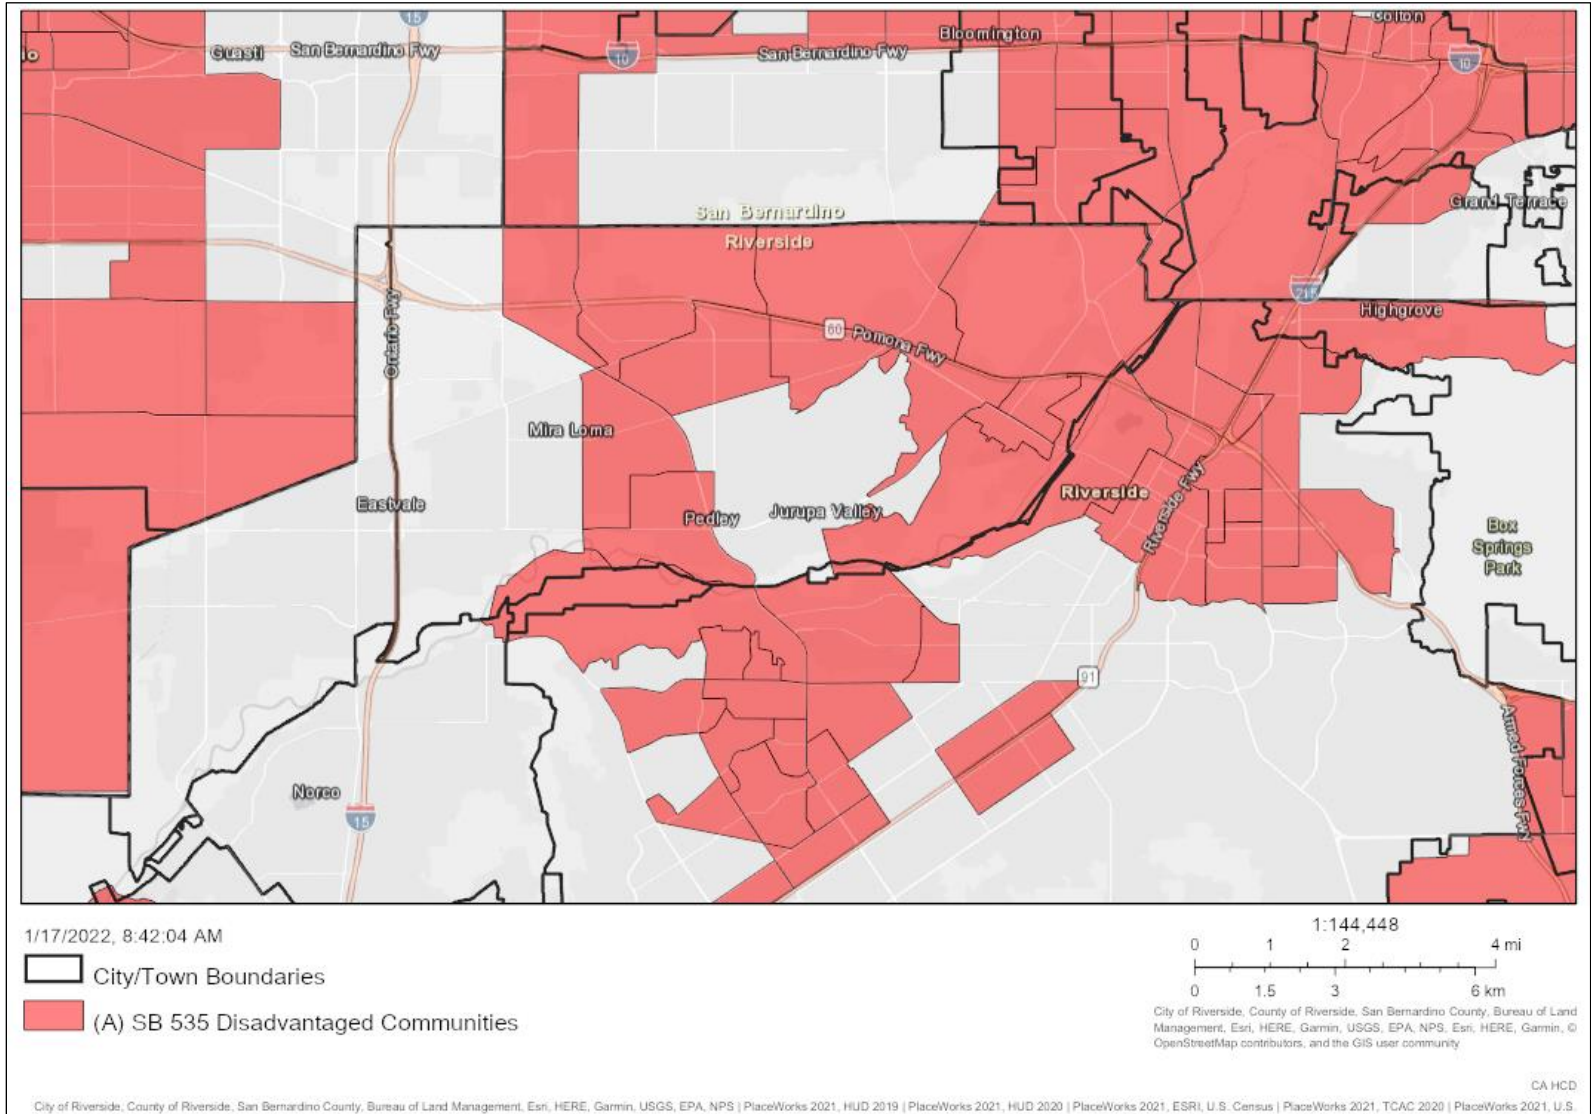 15
Colton
Bloomington
io
Guasti
San Bernardino Fwy
10
San Bernardino Fwy
10
Grand Terrace
San Bernardino
Riverside
215
Highgrove
Ontario Fwy
60
Pomona Fwy
Mira Loma
Eastvale
Pedley
Jurupa Valley
Riverside
Riverside Fwy
Box
Springs
Park
91
Armed Forces Fwy
Norco
15
1/17/2022, 8:42:04 AM
City/Town Boundaries
(A) SB 535 Disadvantaged Communities
1:144,448
0 1 2 4 mi
0 1.5 3 6 km
City of Riverside, County of Riverside, San Bernardino County, Bureau of Land
Management, Esri, HERE, Garmin, USGS, EPA, NPS, Esri, HERE, Garmin, ©
OpenStreetMap contributors, and the GIS user community
CA HCD
City of Riverside, County of Riverside, San Bernardino County, Bureau of Land Management, Esri, HERE, Garmin, USGS, EPA, NPS | PlaceWorks 2021, HUD 2019 | PlaceWorks 2021, HUD 2020 | PlaceWorks 2021, ESRI, U.S. Census | PlaceWorks 2021, TCAC 2020 | PlaceWorks 2021, U.S.